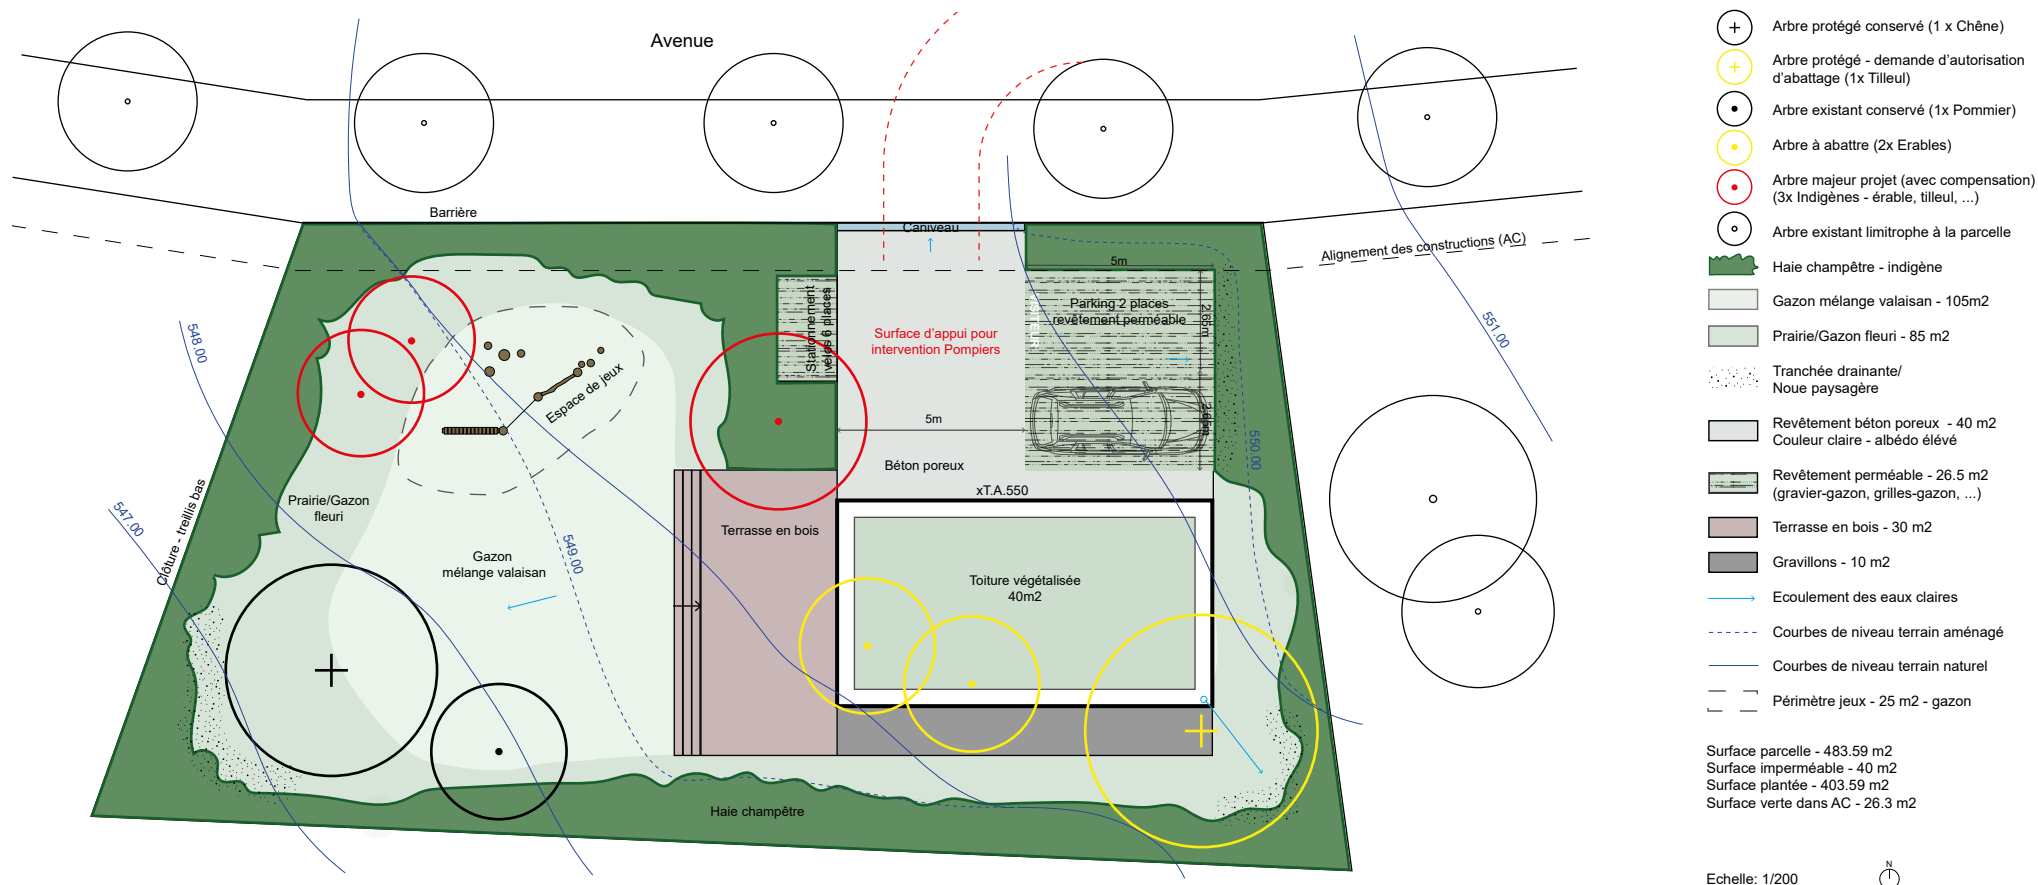 Avenue
Barrière
Caniveau
Alignement des constructions (AC)
5m
Parking 2 places
revêtement perméable
2.65m
2.65m
VISITEUR
Stationnement
vélos 6 places
Surface d'appui pour
intervention Pompiers
5m
Béton poreux
xT.A.550
Espace de jeux
Prairie/Gazon
fleuri
Gazon
mélange valaisan
Terrasse en bois
Toiture végétalisée
40m2
Clôture - treillis bas
Haie champêtre
547.00
548.00
549.00
550.00
551.00
Arbre protégé conservé (1 x Chêne)
Arbre protégé - demande d'autorisation
d'abattage (1x Tilleul)
Arbre existant conservé (1x Pommier)
Arbre à abattre (2x Erables)
Arbre majeur projet (avec compensation)
(3x Indigènes - érable, tilleul, ...)
Arbre existant limitrophe à la parcelle
Haie champêtre - indigène
Gazon mélange valaisan - 105m2
Prairie/Gazon fleuri - 85 m2
Tranchée drainante/
Noue paysagère
Revêtement béton poreux - 40 m2
Couleur claire - albédo élévé
Revêtement perméable - 26.5 m2
(gravier-gazon, grilles-gazon, ...)
Terrasse en bois - 30 m2
Gravillons - 10 m2
Ecoulement des eaux claires
Courbes de niveau terrain aménagé
Courbes de niveau terrain naturel
Périmètre jeux - 25 m2 - gazon
Surface parcelle - 483.59 m2
Surface imperméable - 40 m2
Surface plantée - 403.59 m2
Surface verte dans AC - 26.3 m2
Echelle: 1/200
N